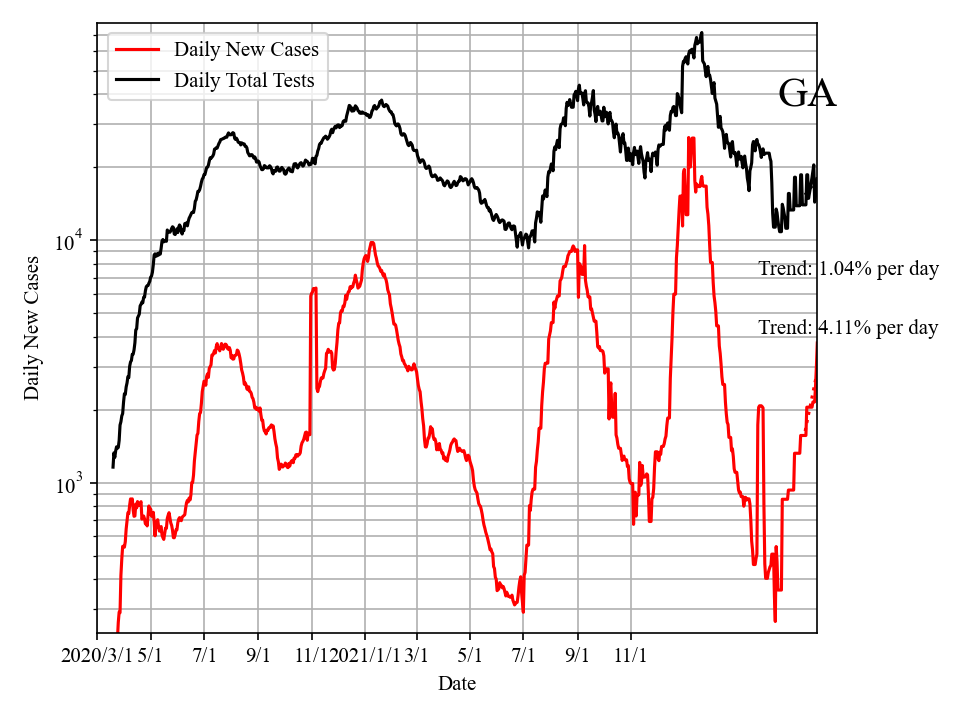 Daily New Cases
Daily Total Tests
GA
Trend: 1.04% per day
Trend: 4.11% per day
10^4
10^3
Daily New Cases
2020/3/1 5/1 7/1 9/1 11/1 2021/1/1 3/1 5/1 7/1 9/1 11/1
Date